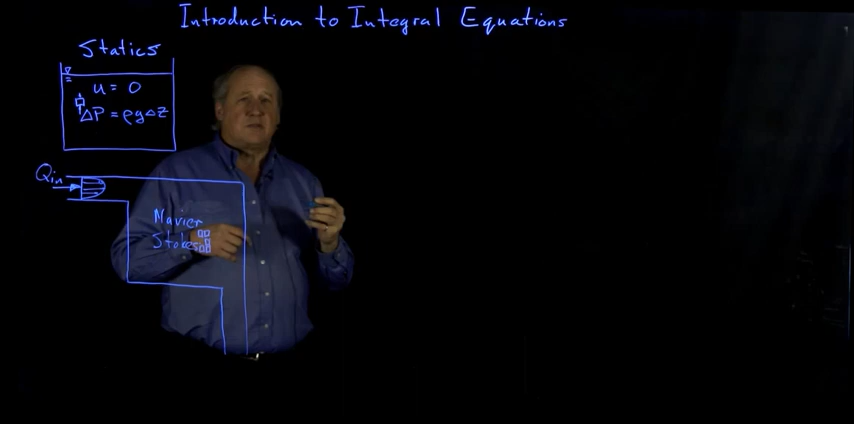 Introduction to Integral Equations
Statics
u = 0
ΔP = ρgΔz
Qin
Navier
Stokes